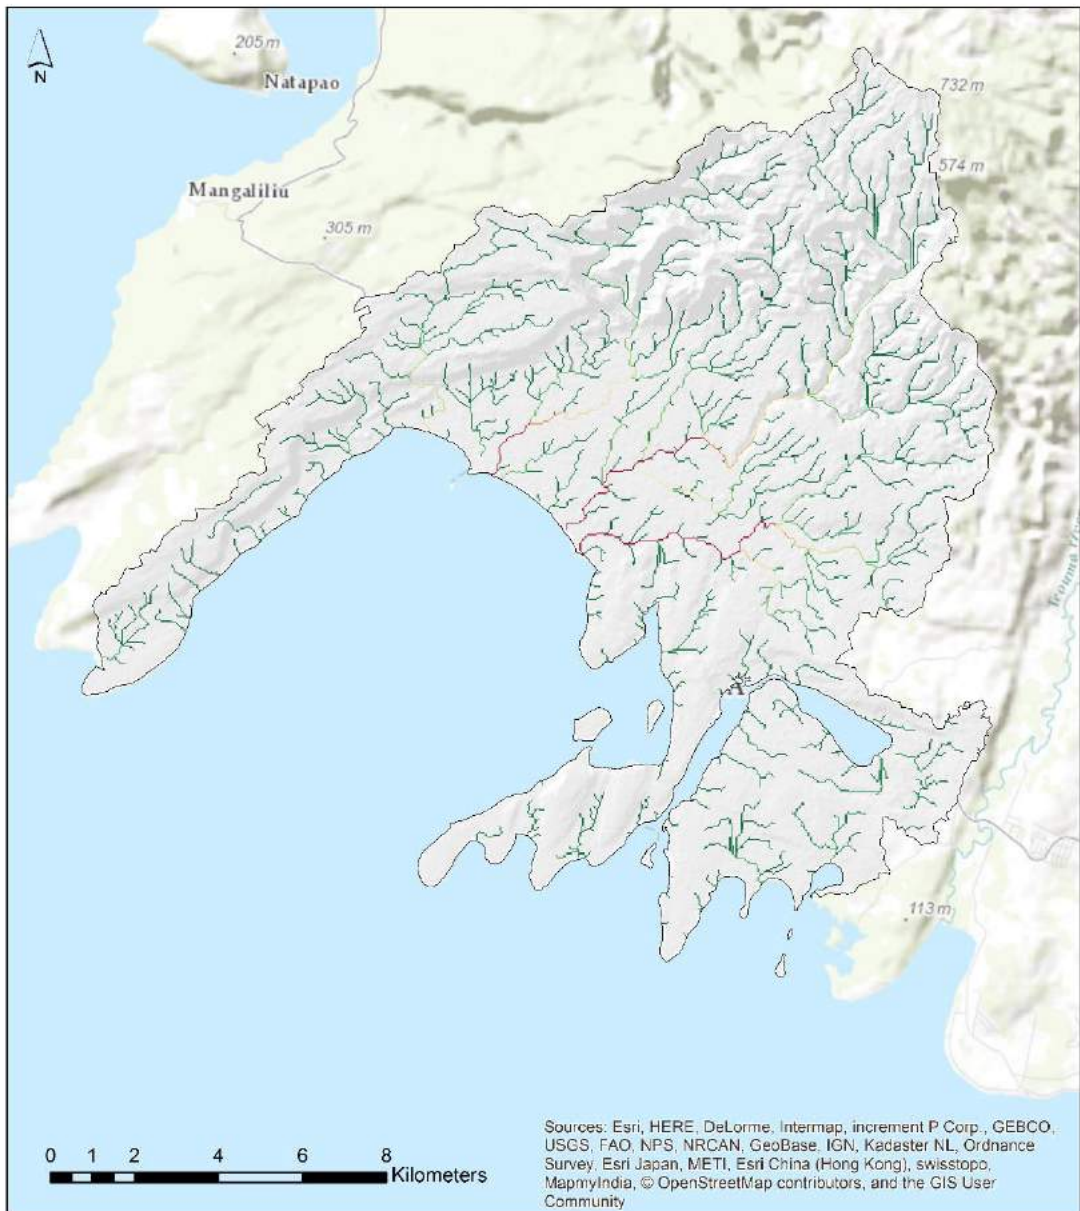 205 m
N
Natapao
732 m
574 m
Mangaliliu
305 m
113 m
0 1 2 4 6 8
Kilometers
Sources: Esri, HERE, DeLorme, Intermap, increment P Corp., GEBCO,
USGS, FAO, NPS, NRCAN, GeoBase, IGN, Kadaster NL, Ordnance
Survey, Esri Japan, METI, Esri China (Hong Kong), swisstopo,
MapmyIndia, © OpenStreetMap contributors, and the GIS User
Community